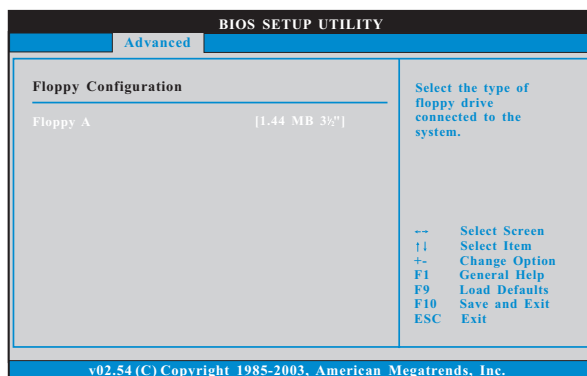 BIOS SETUP UTILITY
Advanced
Floppy Configuration
Floppy A [1.44 MB 3½"]
Select the type of
floppy drive
connected to the
system.
←→ Select Screen
↑↓ Select Item
+- Change Option
F1 General Help
F9 Load Defaults
F10 Save and Exit
ESC Exit
v02.54 (C) Copyright 1985-2003, American Megatrends, Inc.